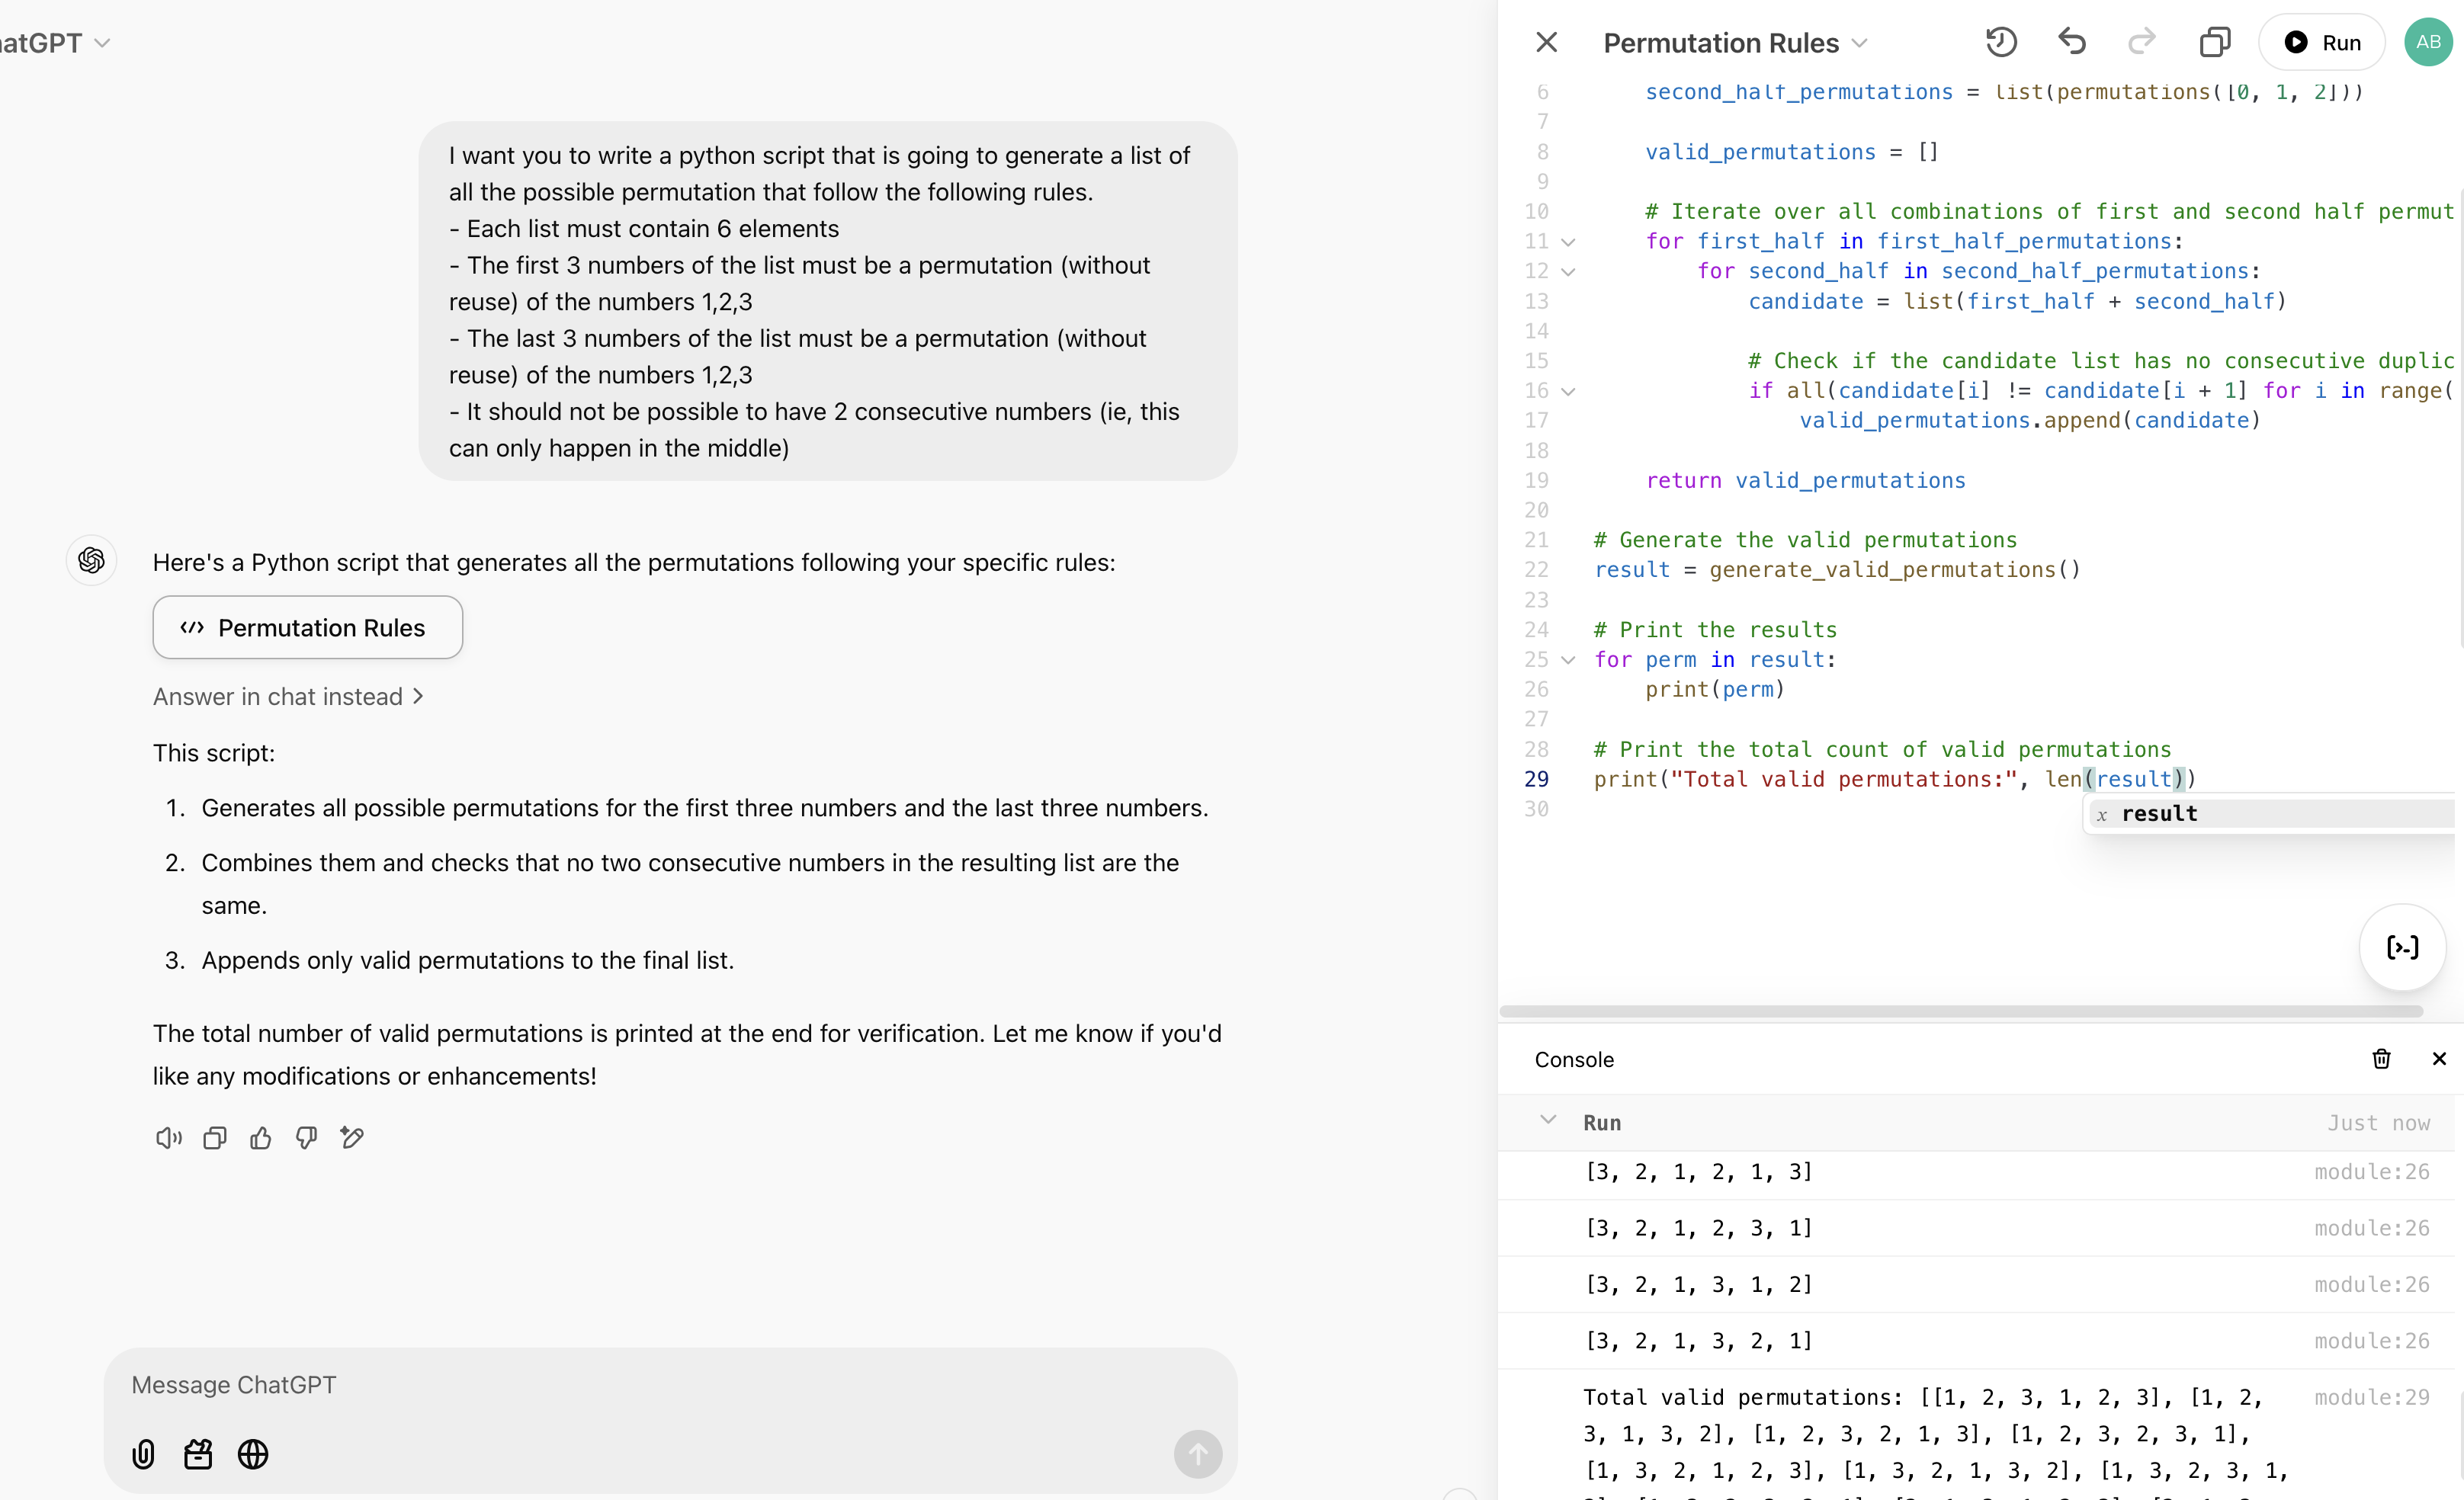 atGPT
I want you to write a python script that is going to generate a list of
all the possible permutation that follow the following rules.
- Each list must contain 6 elements
- The first 3 numbers of the list must be a permutation (without
reuse) of the numbers 1,2,3
- The last 3 numbers of the list must be a permutation (without
reuse) of the numbers 1,2,3
- It should not be possible to have 2 consecutive numbers (ie, this
can only happen in the middle)
Here's a Python script that generates all the permutations following your specific rules:
Permutation Rules
Answer in chat instead
This script:
1. Generates all possible permutations for the first three numbers and the last three numbers.
2. Combines them and checks that no two consecutive numbers in the resulting list are the
same.
3. Appends only valid permutations to the final list.
The total number of valid permutations is printed at the end for verification. Let me know if you'd
like any modifications or enhancements!
Message ChatGPT
Permutation Rules
Run
AB
6 second_half_permutations = list(permutations([0, 1, 2]))
7
8 valid_permutations = []
9
10 # Iterate over all combinations of first and second half permut
11 for first_half in first_half_permutations:
12 for second_half in second_half_permutations:
13 candidate = list(first_half + second_half)
14
15 # Check if the candidate list has no consecutive duplic
16 if all(candidate[i] != candidate[i + 1] for i in range(
17 valid_permutations.append(candidate)
18
19 return valid_permutations
20
21 # Generate the valid permutations
22 result = generate_valid_permutations()
23
24 # Print the results
25 for perm in result:
26 print(perm)
27
28 # Print the total count of valid permutations
29 print("Total valid permutations:", len(result))
x result
30
Console
Run Just now
[3, 2, 1, 2, 1, 3] module:26
[3, 2, 1, 2, 3, 1] module:26
[3, 2, 1, 3, 1, 2] module:26
[3, 2, 1, 3, 2, 1] module:26
Total valid permutations: [[1, 2, 3, 1, 2, 3], [1, 2, module:29
3, 1, 3, 2], [1, 2, 3, 2, 1, 3], [1, 2, 3, 2, 3, 1],
[1, 3, 2, 1, 2, 3], [1, 3, 2, 1, 3, 2], [1, 3, 2, 3, 1,